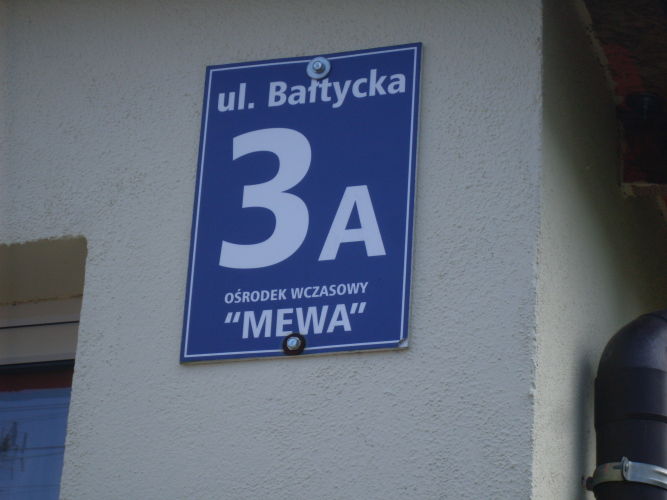 ul. Bałtycka
3A
OŚRODEK WCZASOWY
"MEWA"